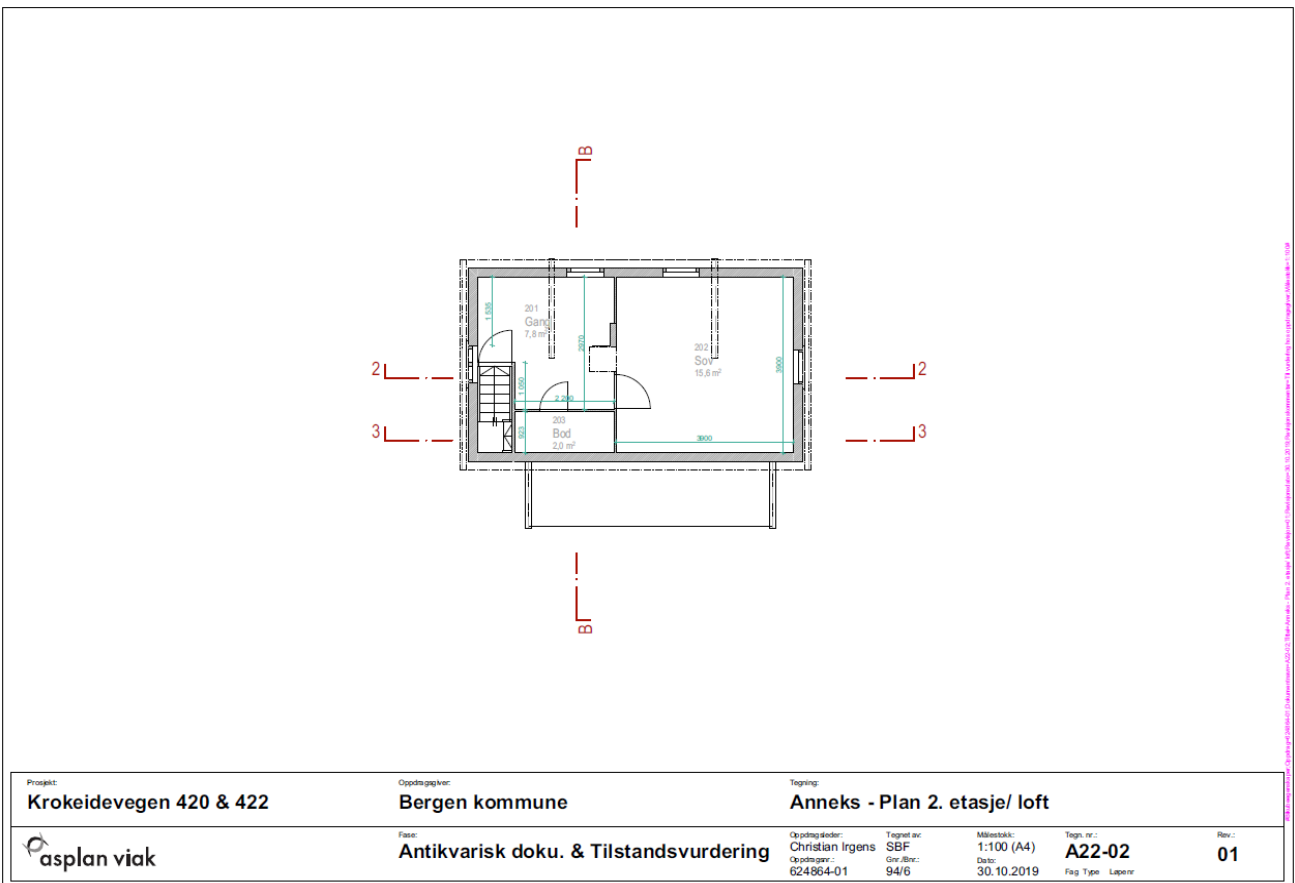 B
201
Gang
7,8 m²
1 535
2970
202
Sov
15,6 m²
3900
2
2
1 050
2 200
3
203
Bod
2,0 m²
923
3900
3
B
Prosjekt:
Krokeidevegen 420 & 422
Oppdragsgiver:
Bergen kommune
Tegning:
Anneks - Plan 2. etasje/ loft
asplan viak
Fase:
Antikvarisk doku. & Tilstandsvurdering
Oppdragsleder:
Christian Irgens
Oppdragsnr.:
624864-01
Tegnet av:
SBF
Gnr./Bnr.:
94/6
Målestokk:
1:100 (A4)
Dato:
30.10.2019
Tegn. nr.:
A22-02
Fag Type Løpenr
Rev.:
01